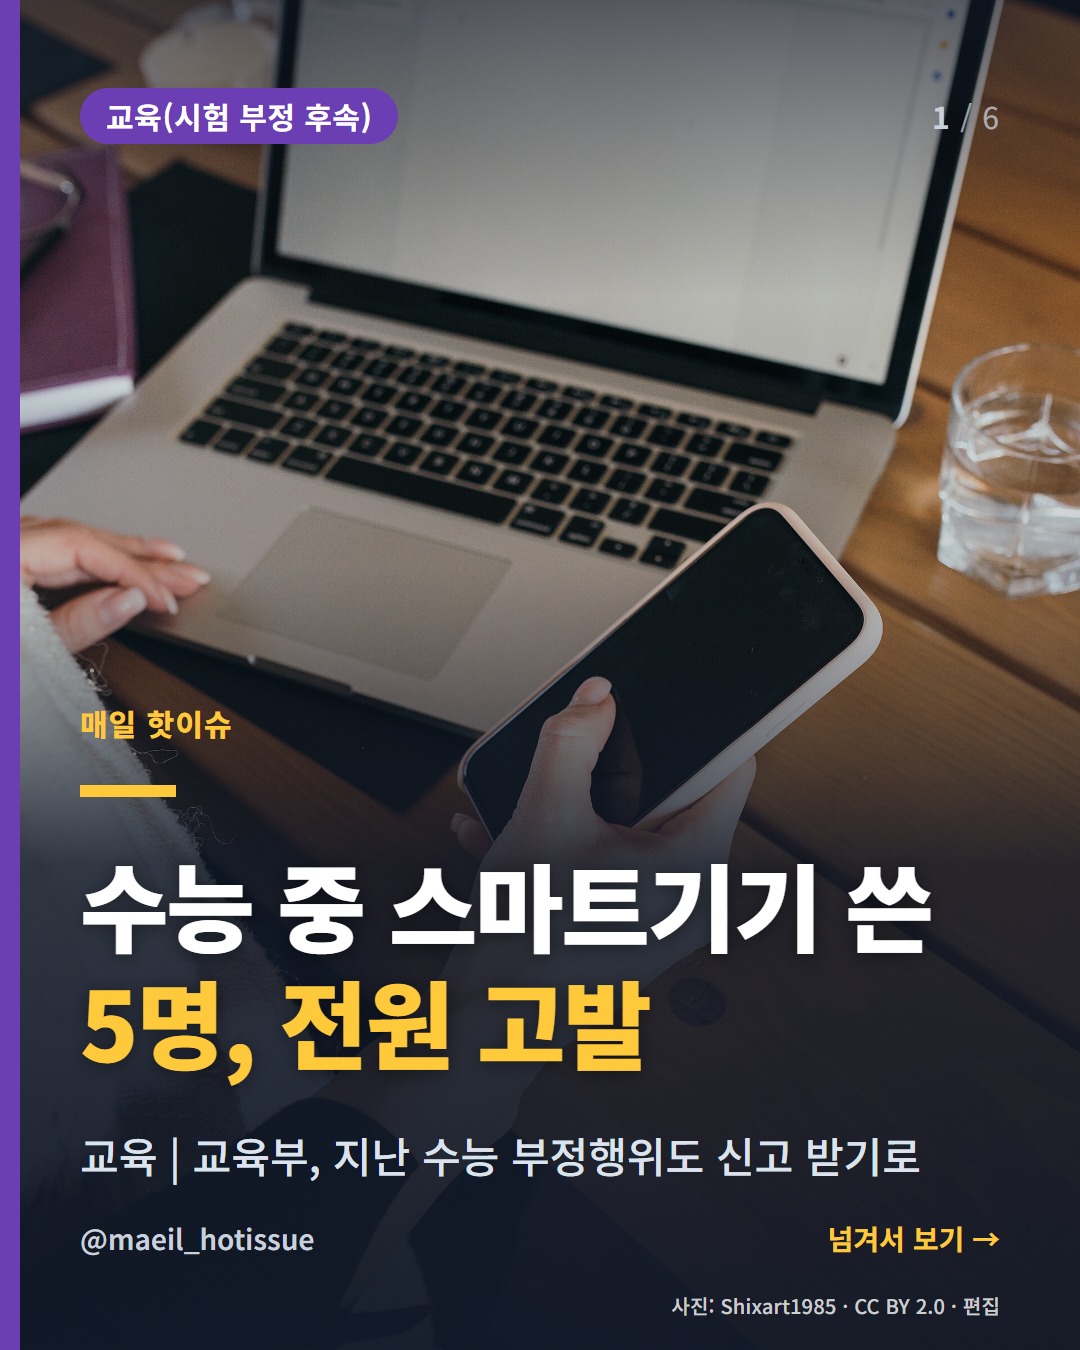 교육(시험 부정 후속)
1 / 6
매일 핫이슈
수능 중 스마트기기 쓴
5명, 전원 고발
교육 | 교육부, 지난 수능 부정행위도 신고 받기로
@maeil_hotissue
넘겨서 보기 →
사진: Shixart1985 · CC BY 2.0 · 편집